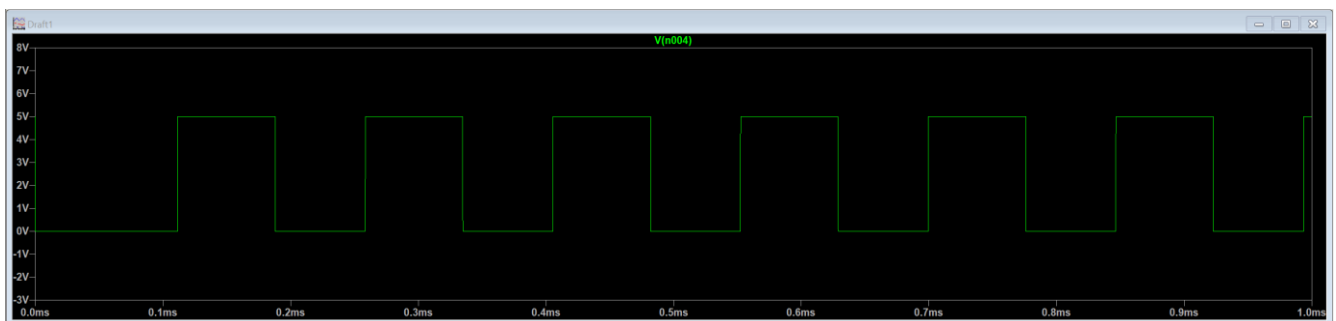 Draft1
V(n004)
8V
7V
6V
5V
4V
3V
2V
1V
0V
-1V
-2V
-3V
0.0ms 0.1ms 0.2ms 0.3ms 0.4ms 0.5ms 0.6ms 0.7ms 0.8ms 0.9ms 1.0ms